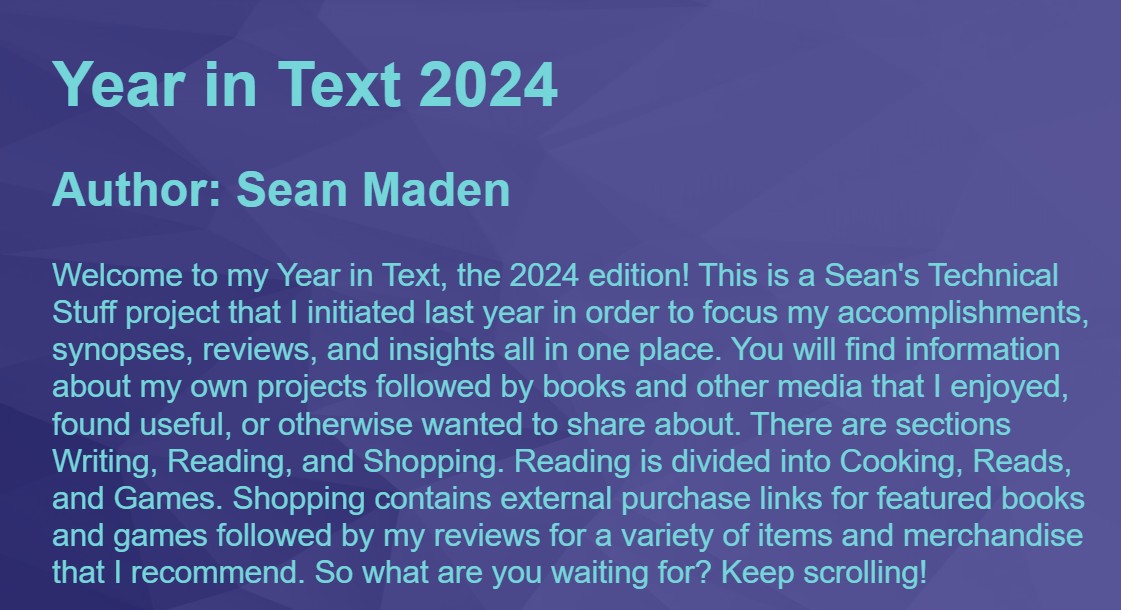 Year in Text 2024
Author: Sean Maden
Welcome to my Year in Text, the 2024 edition! This is a Sean's Technical
Stuff project that I initiated last year in order to focus my accomplishments,
synopses, reviews, and insights all in one place. You will find information
about my own projects followed by books and other media that I enjoyed,
found useful, or otherwise wanted to share about. There are sections
Writing, Reading, and Shopping. Reading is divided into Cooking, Reads,
and Games. Shopping contains external purchase links for featured books
and games followed by my reviews for a variety of items and merchandise
that I recommend. So what are you waiting for? Keep scrolling!